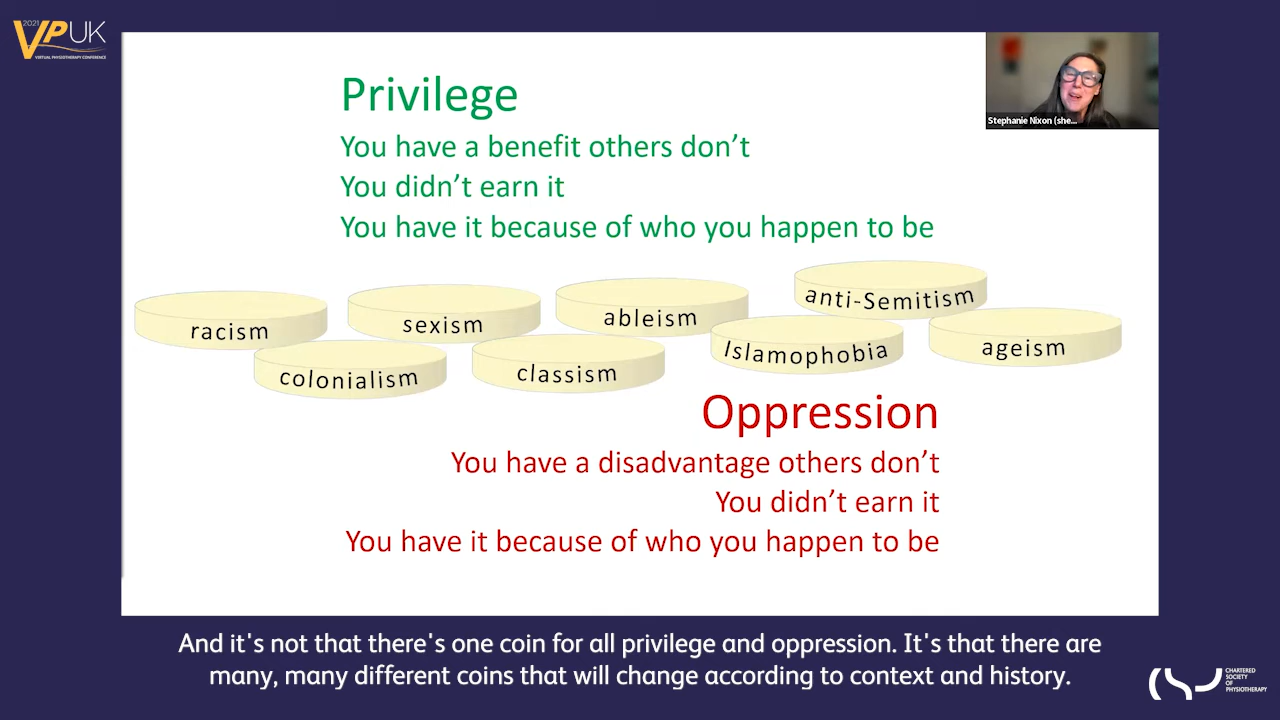 2021
VPUK
VIRTUAL PHYSIOTHERAPY CONFERENCE
Stephanie Nixon (she...
Privilege
You have a benefit others don’t
You didn’t earn it
You have it because of who you happen to be
racism
sexism
ableism
anti-Semitism
colonialism
classism
Islamophobia
ageism
Oppression
You have a disadvantage others don’t
You didn’t earn it
You have it because of who you happen to be
And it's not that there's one coin for all privilege and oppression. It's that there are
many, many different coins that will change according to context and history.
CHARTERED
SOCIETY
OF
PHYSIOTHERAPY